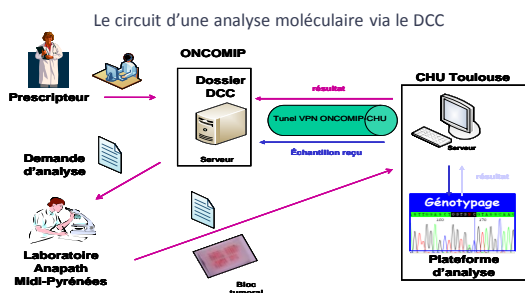 Le circuit d'une analyse moléculaire via le DCC
ONCOMIP
Dossier
DCC
Serveur
Prescripteur
résultat
Tunel VPN ONCOMIP-CHU
Échantillon reçu
CHU Toulouse
Serveur
résultat
Demande
d'analyse
Génotypage
Plateforme
d'analyse
Laboratoire
Anapath
Midi-Pyrénées
Bloc
tumoral